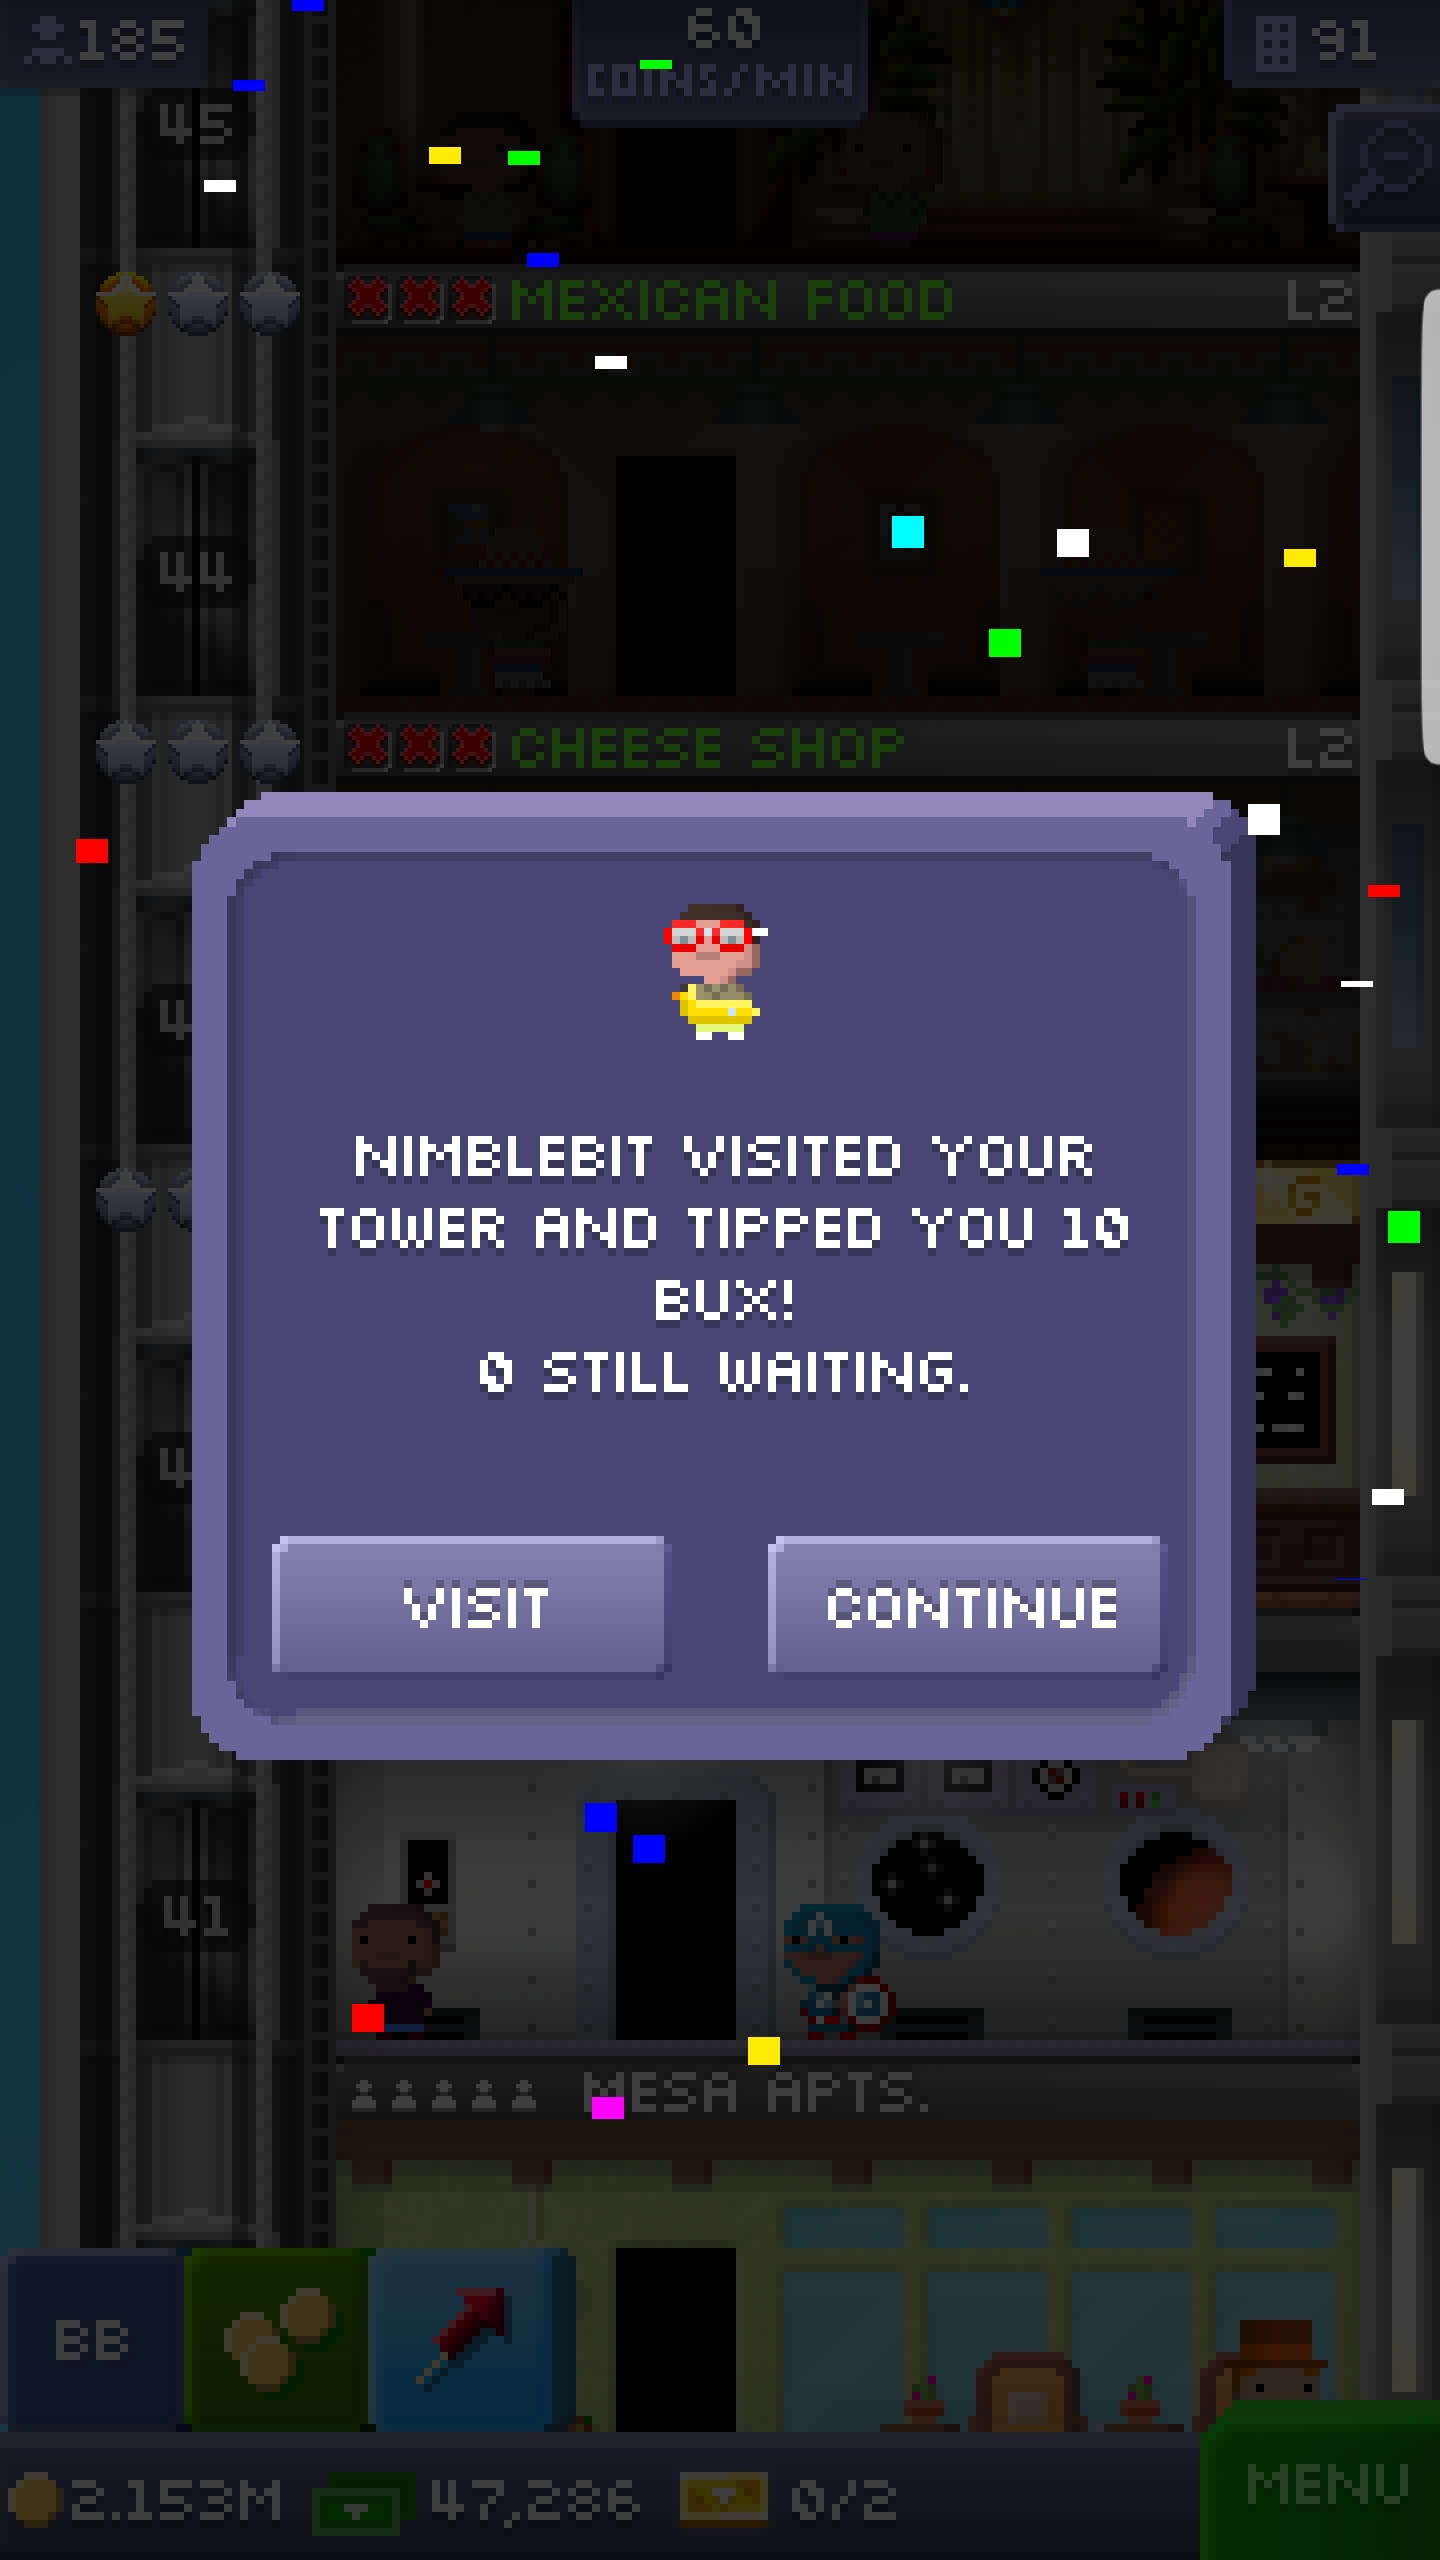 185
60
COINS/MIN
91
45
MEXICAN FOOD
L2
44
CHEESE SHOP
L2
4
NIMBLEBIT VISITED YOUR
TOWER AND TIPPED YOU 10
BUX!
0 STILL WAITING.
G
4
VISIT
CONTINUE
41
MESA APTS.
BB
2.153M
47,286
0/2
MENU